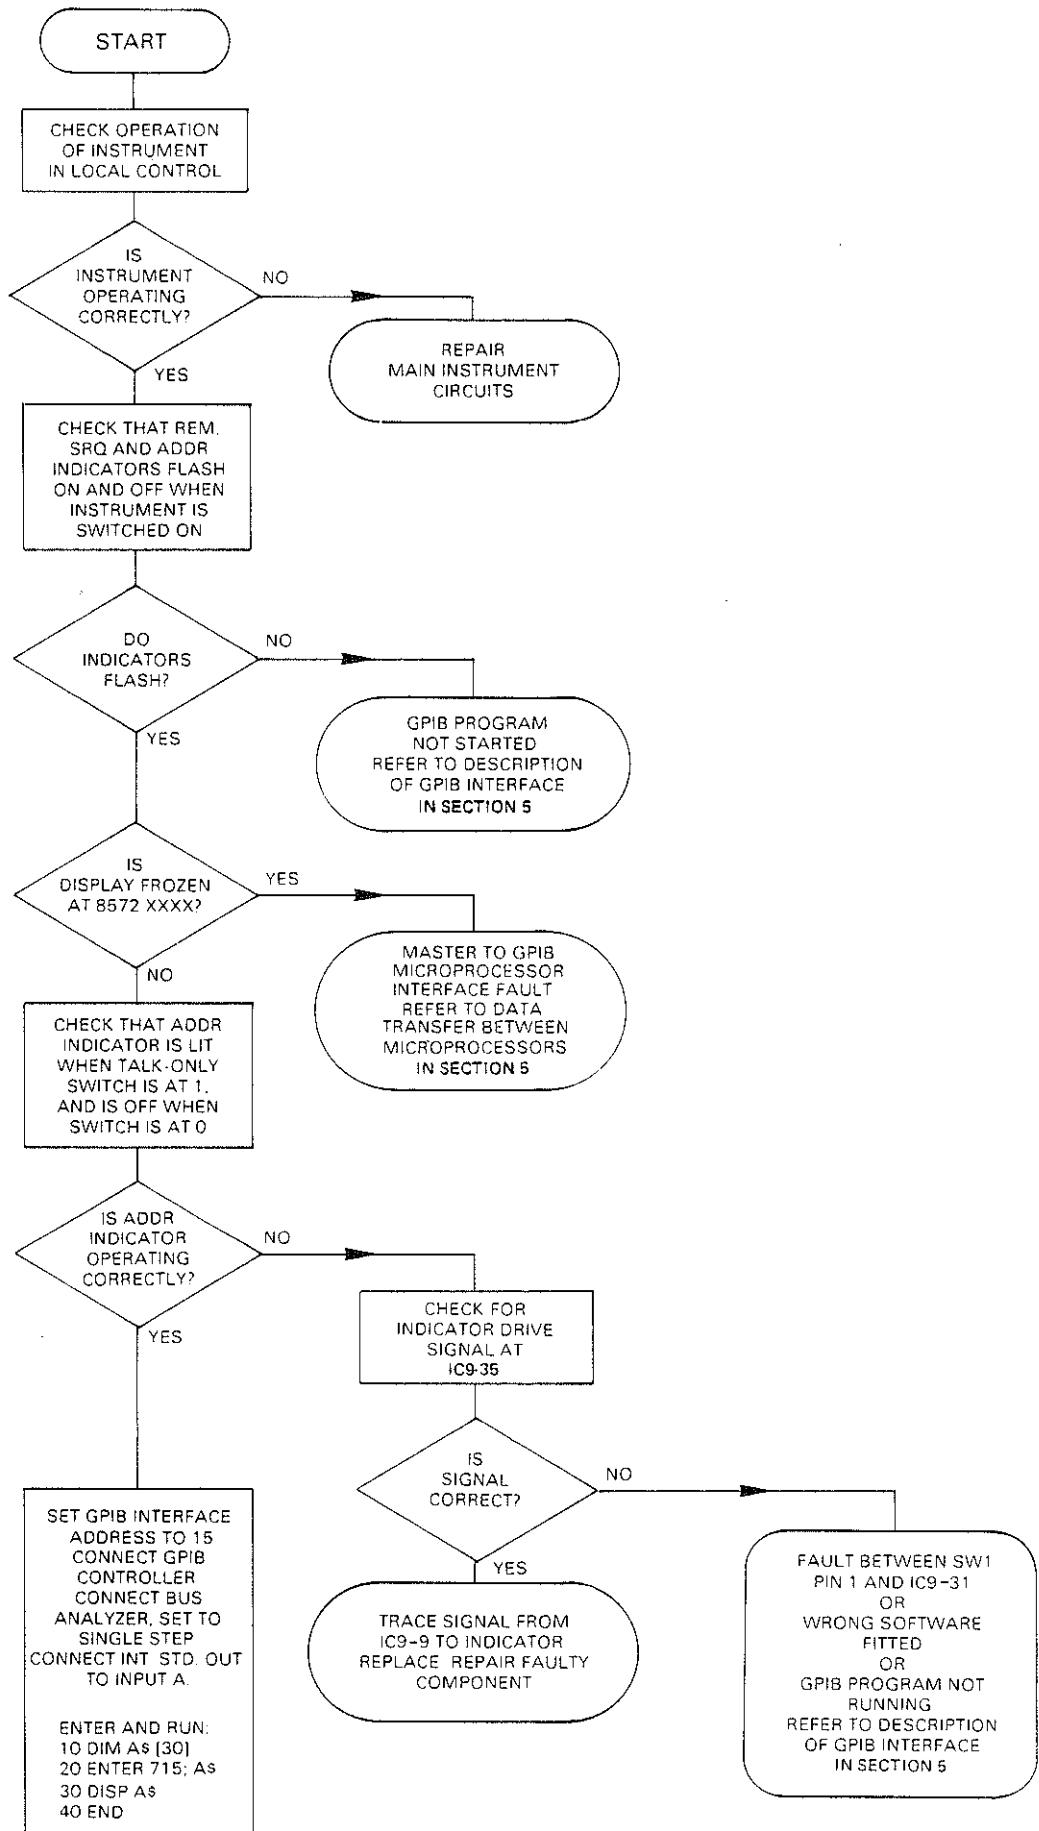 START
CHECK OPERATION
OF INSTRUMENT
IN LOCAL CONTROL
IS
INSTRUMENT
OPERATING
CORRECTLY?
NO
REPAIR
MAIN INSTRUMENT
CIRCUITS
YES
CHECK THAT REM,
SRQ AND ADDR
INDICATORS FLASH
ON AND OFF WHEN
INSTRUMENT IS
SWITCHED ON
DO
INDICATORS
FLASH?
NO
GPIB PROGRAM
NOT STARTED
REFER TO DESCRIPTION
OF GPIB INTERFACE
IN SECTION 5
YES
IS
DISPLAY FROZEN
AT 8572 XXXX?
YES
MASTER TO GPIB
MICROPROCESSOR
INTERFACE FAULT
REFER TO DATA
TRANSFER BETWEEN
MICROPROCESSORS
IN SECTION 5
NO
CHECK THAT ADDR
INDICATOR IS LIT
WHEN TALK-ONLY
SWITCH IS AT 1,
AND IS OFF WHEN
SWITCH IS AT 0
IS ADDR
INDICATOR
OPERATING
CORRECTLY?
NO
CHECK FOR
INDICATOR DRIVE
SIGNAL AT
IC9-35
YES
IS
SIGNAL
CORRECT?
NO
FAULT BETWEEN SW1
PIN 1 AND IC9-31
OR
WRONG SOFTWARE
FITTED
OR
GPIB PROGRAM NOT
RUNNING
REFER TO DESCRIPTION
OF GPIB INTERFACE
IN SECTION 5
YES
TRACE SIGNAL FROM
IC9-9 TO INDICATOR
REPLACE REPAIR FAULTY
COMPONENT
SET GPIB INTERFACE
ADDRESS TO 15
CONNECT GPIB
CONTROLLER
CONNECT BUS
ANALYZER, SET TO
SINGLE STEP
CONNECT INT. STD. OUT
TO INPUT A.
ENTER AND RUN:
10 DIM A$ [30]
20 ENTER 715; A$
30 DISP A$
40 END